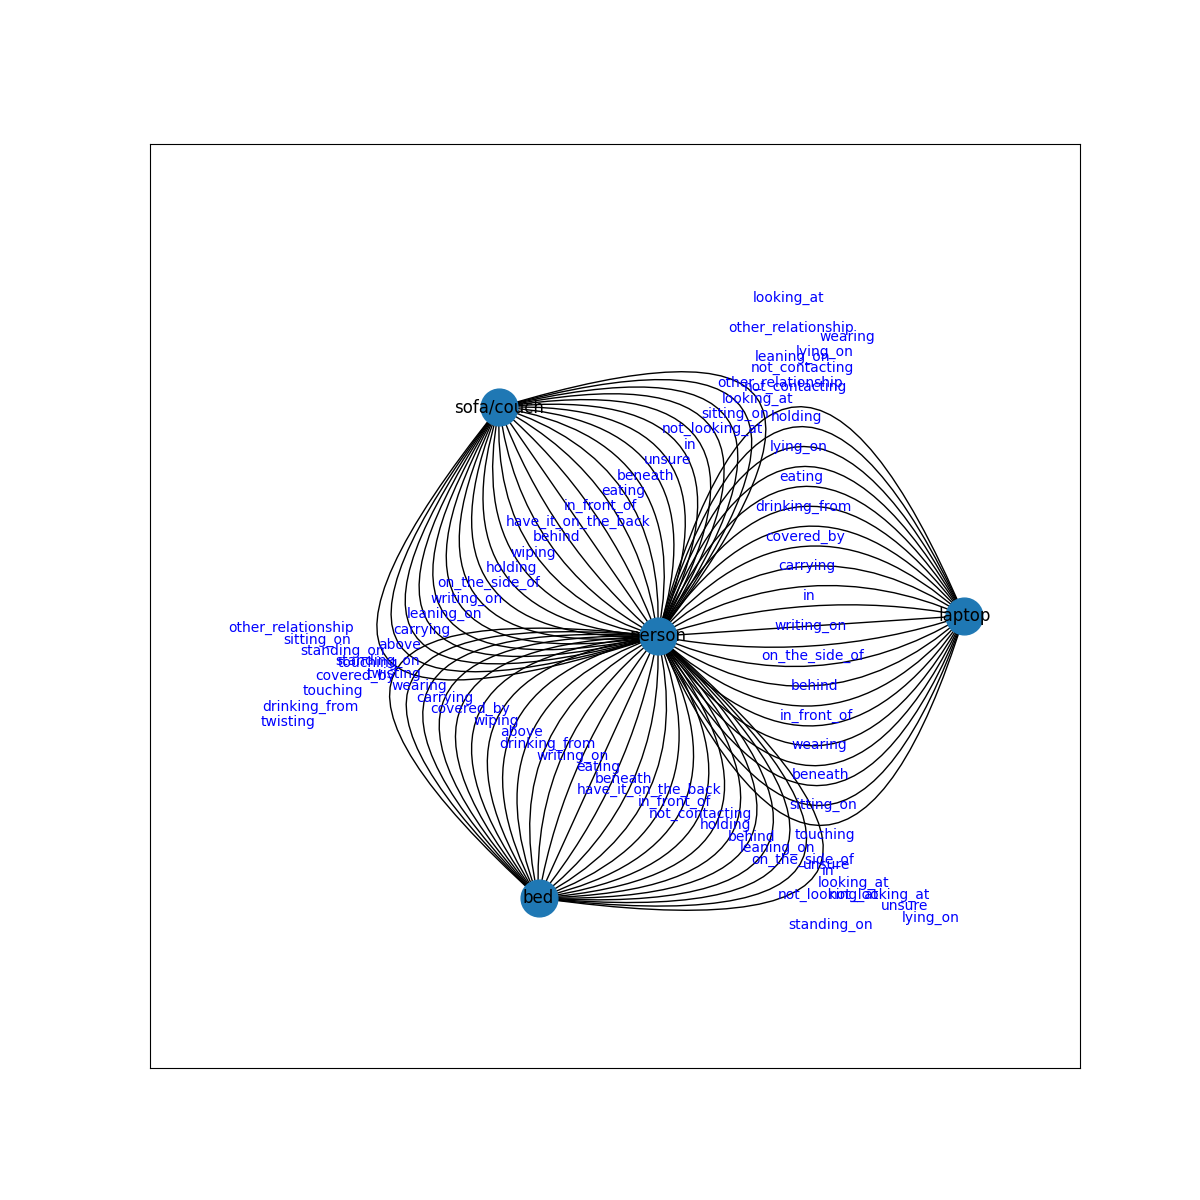 looking_at
other_relationship
wearing
lying_on
leaning_on
not_contacting
other_relationship
not_contacting
looking_at
sofa/couch
sitting_on
holding
not_looking_at
in
lying_on
unsure
beneath
eating
eating
in_front_of
drinking_from
have_it_on_the_back
behind
covered_by
wiping
holding
carrying
on_the_side_of
in
writing_on
leaning_on
laptop
writing_on
other_relationship
carrying
person
sitting_on
above
standing_on
on_the_side_of
standing_on
touching
twisting
covered_by
wearing
behind
touching
carrying
drinking_from
covered_by
in_front_of
twisting
wiping
above
drinking_from
wearing
writing_on
eating
beneath
beneath
have_it_on_the_back
in_front_of
sitting_on
not_contacting
holding
touching
behind
leaning_on
on_the_side_of
unsure
in
looking_at
bed
not_looking_at
not_looking_at
unsure
lying_on
standing_on